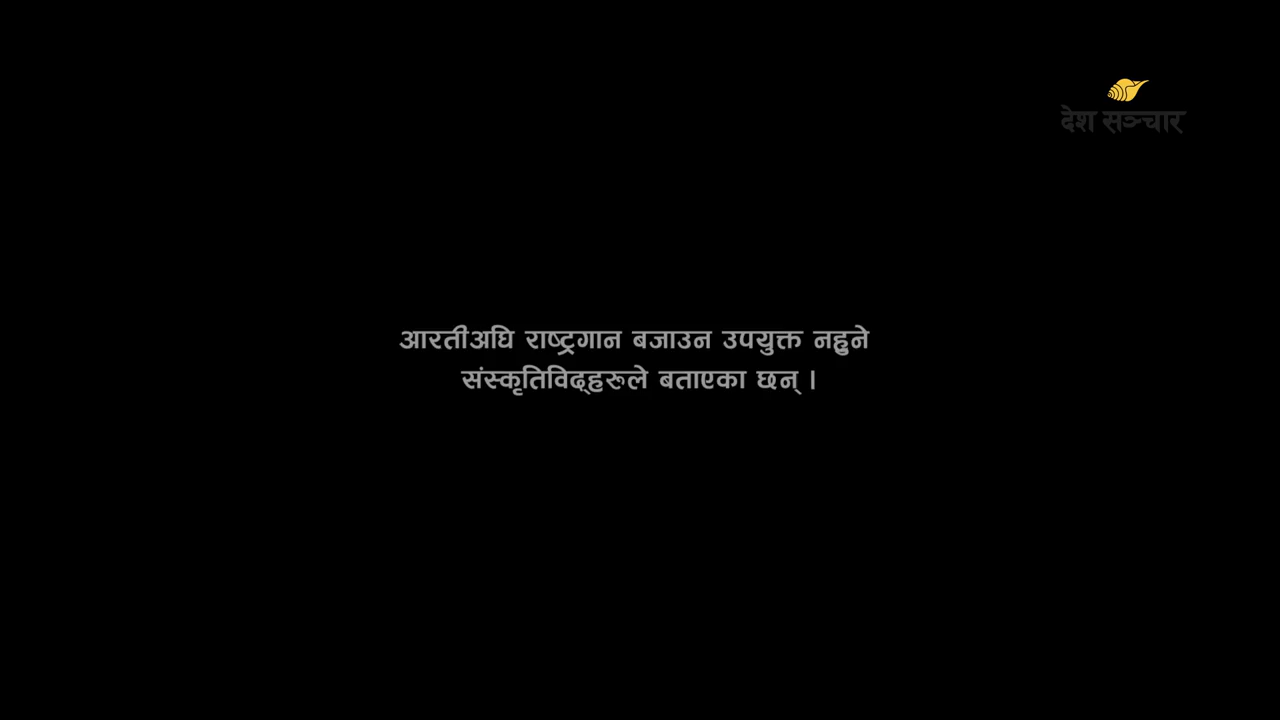 देश सञ्चार
आरतीअघि राष्ट्रगान बजाउन उपयुक्त नहुने
संस्कृतिविद्हरुले बताएका छन् ।